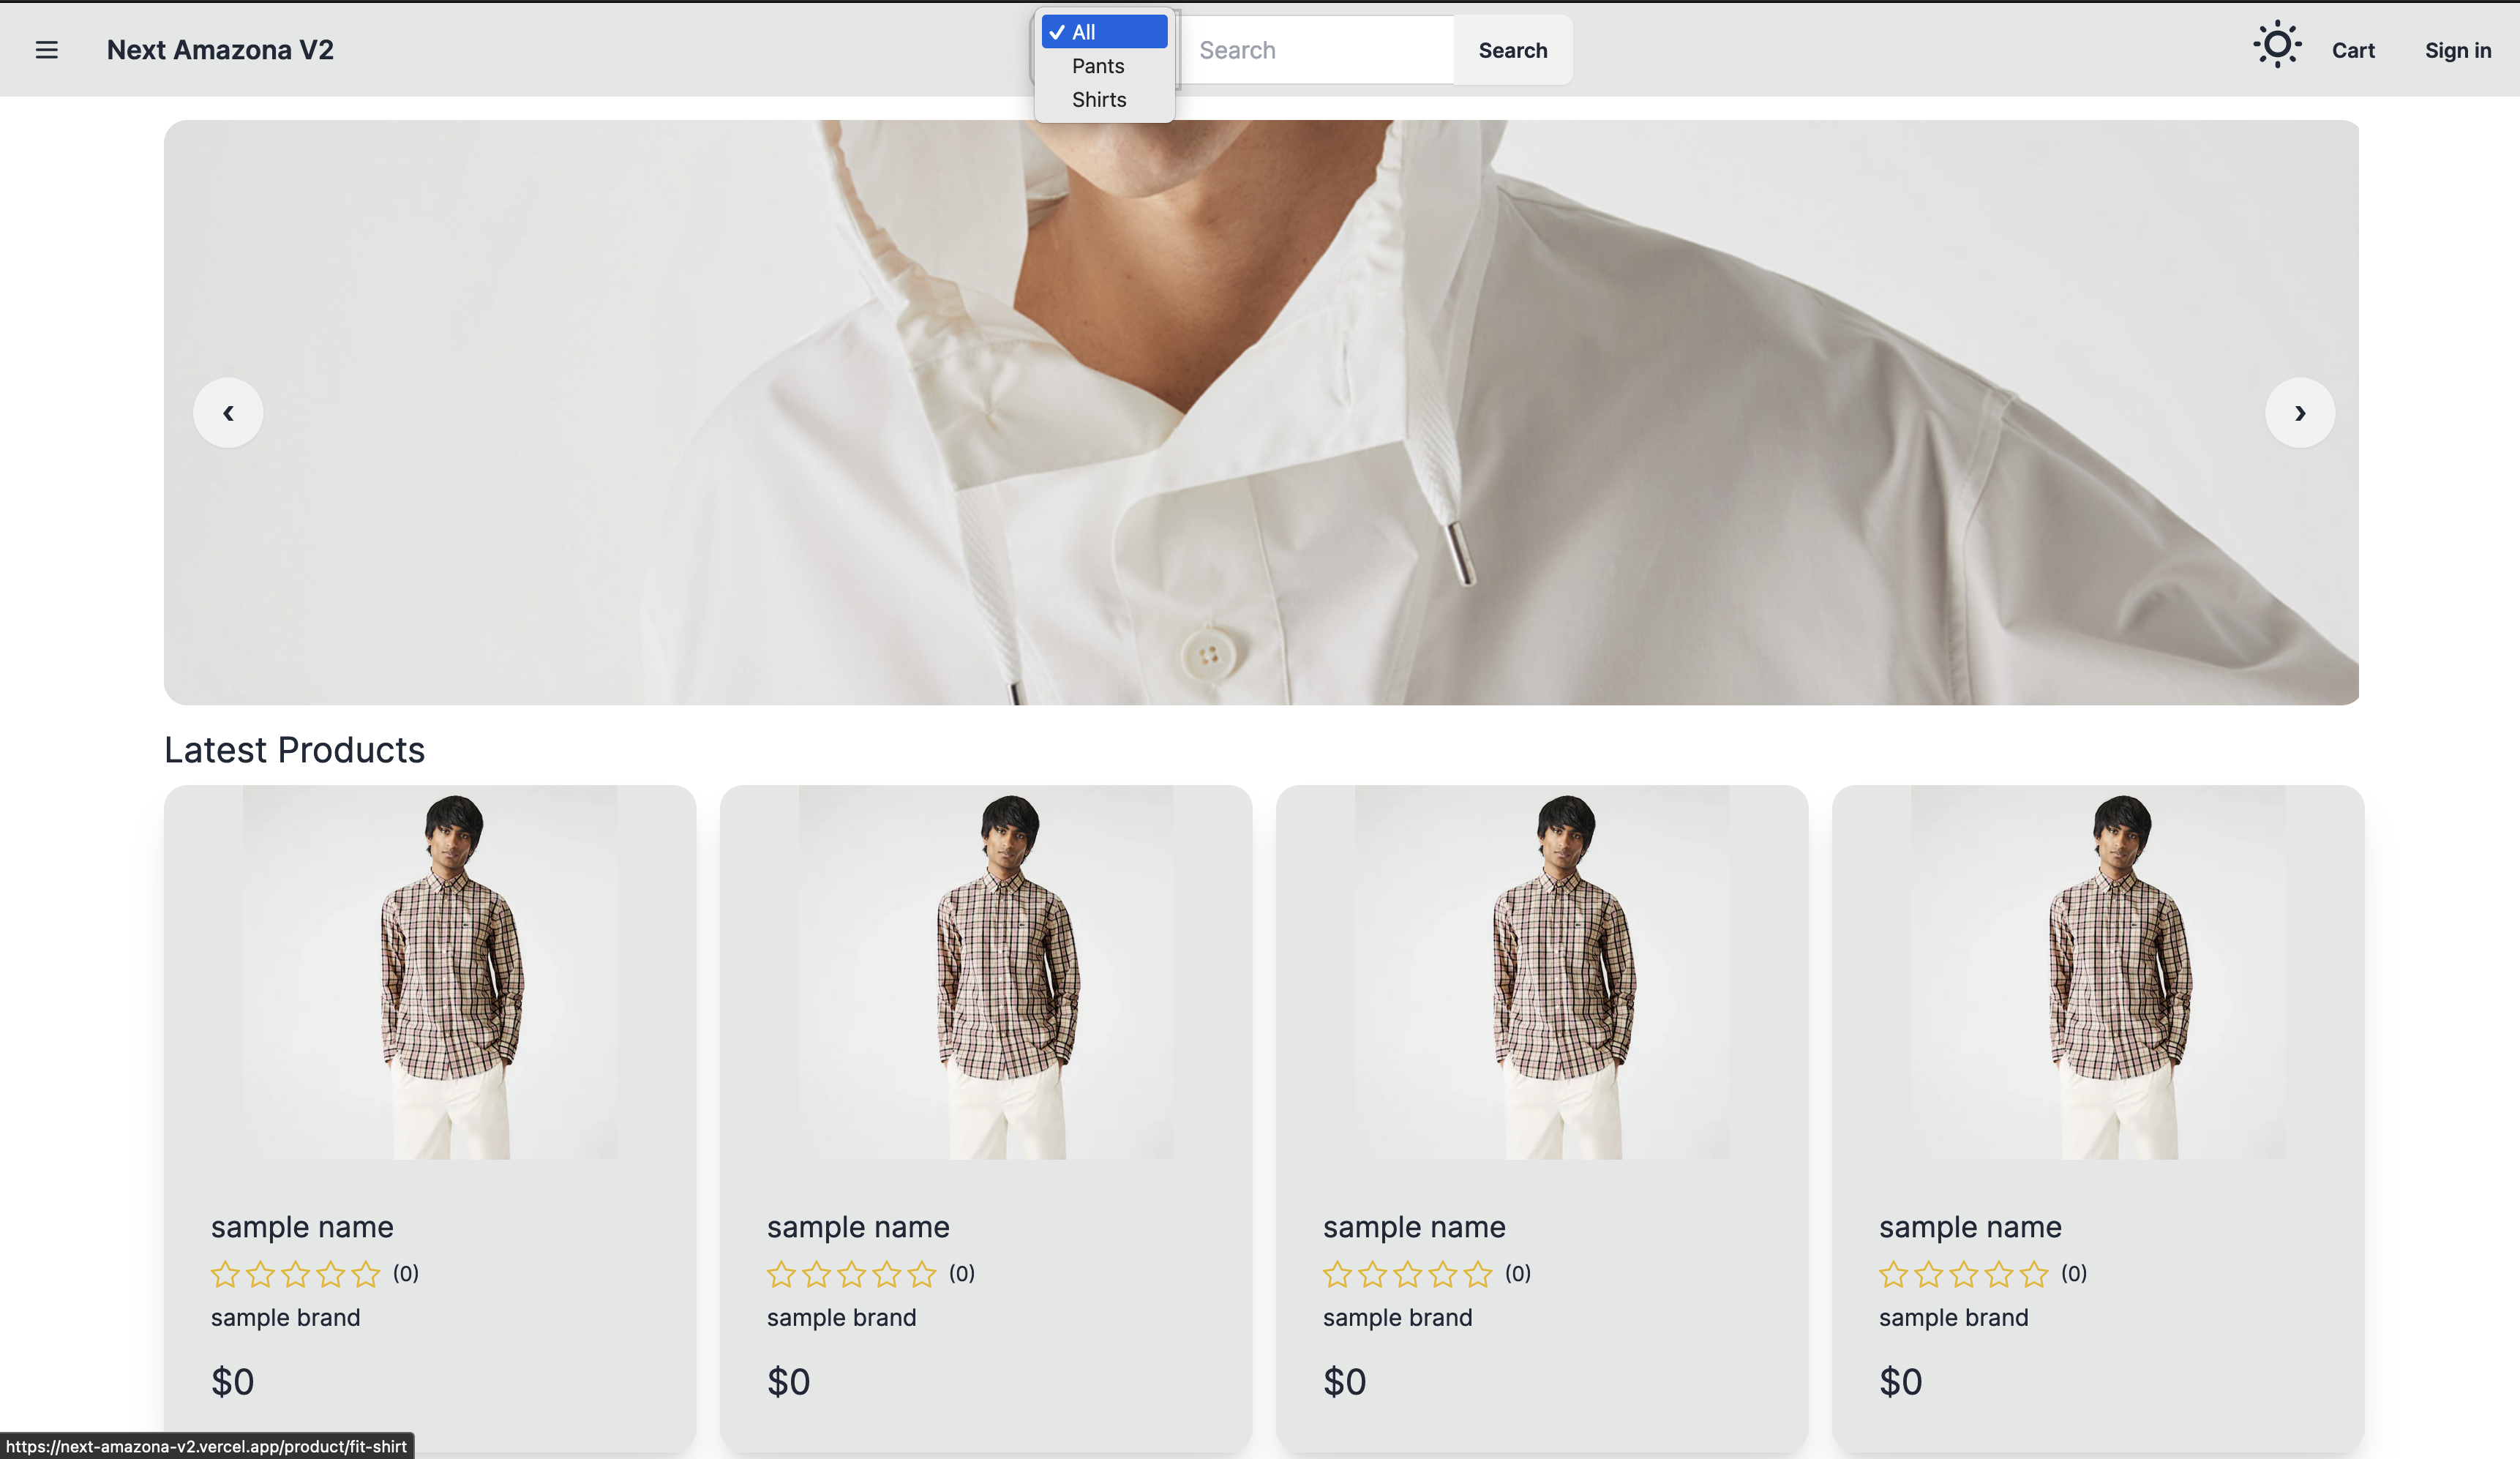 Next Amazona V2
✓ All
Pants
Shirts
Search
Search
Cart
Sign in
‹
›
Latest Products
sample name
(0)
sample brand
$0
sample name
(0)
sample brand
$0
sample name
(0)
sample brand
$0
sample name
(0)
sample brand
$0
https://next-amazona-v2.vercel.app/product/fit-shirt